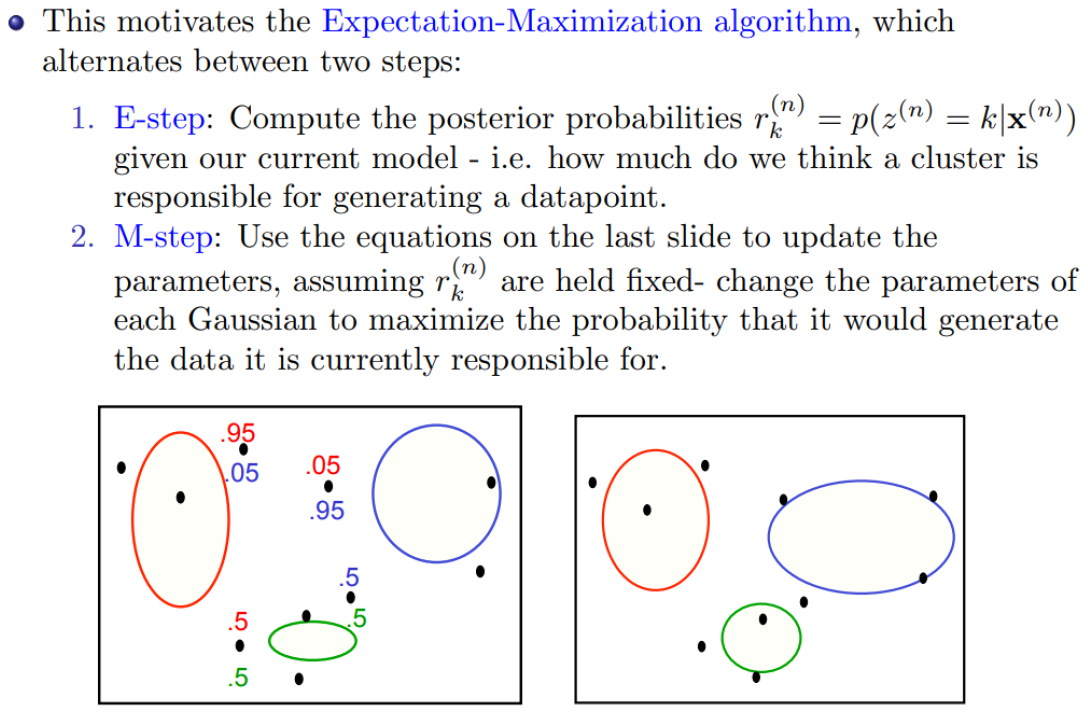 This motivates the Expectation-Maximization algorithm, which
alternates between two steps:
1. E-step: Compute the posterior probabilities r_k^{(n)} = p(z^{(n)} = k|x^{(n)})
given our current model - i.e. how much do we think a cluster is
responsible for generating a datapoint.
2. M-step: Use the equations on the last slide to update the
parameters, assuming r_k^{(n)} are held fixed- change the parameters of
each Gaussian to maximize the probability that it would generate
the data it is currently responsible for.
.95
.05
.05
.95
.5
.5
.5
.5